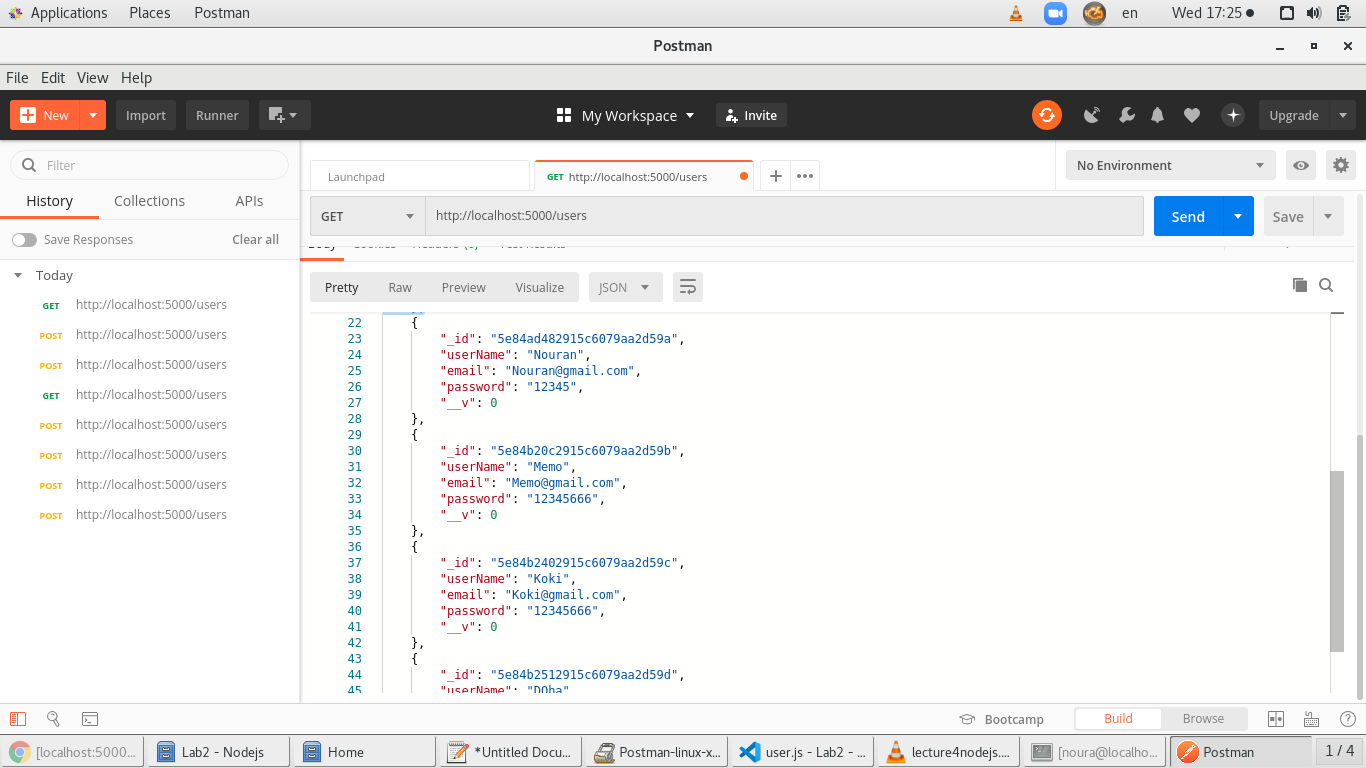 Applications Places Postman en Wed 17:25
Postman
File Edit View Help
New Import Runner My Workspace Invite Upgrade
Filter
History Collections APIs
Save Responses Clear all
Today
GET http://localhost:5000/users
POST http://localhost:5000/users
POST http://localhost:5000/users
GET http://localhost:5000/users
POST http://localhost:5000/users
POST http://localhost:5000/users
POST http://localhost:5000/users
POST http://localhost:5000/users
Launchpad GET http://localhost:5000/users No Environment
GET http://localhost:5000/users Send Save
Pretty Raw Preview Visualize JSON
22 {
23 "_id": "5e84ad482915c6079aa2d59a",
24 "userName": "Nouran",
25 "email": "Nouran@gmail.com",
26 "password": "12345",
27 "__v": 0
28 },
29 {
30 "_id": "5e84b20c2915c6079aa2d59b",
31 "userName": "Memo",
32 "email": "Memo@gmail.com",
33 "password": "12345666",
34 "__v": 0
35 },
36 {
37 "_id": "5e84b2402915c6079aa2d59c",
38 "userName": "Koki",
39 "email": "Koki@gmail.com",
40 "password": "12345666",
41 "__v": 0
42 },
43 {
44 "_id": "5e84b2512915c6079aa2d59d",
45 "userName": "DOha"
Bootcamp Build Browse
[localhost:5000... Lab2 - Nodejs Home *Untitled Docu... Postman-linux-x... user.js - Lab2 - ... lecture4nodejs.... [noura@localho... Postman 1 / 4